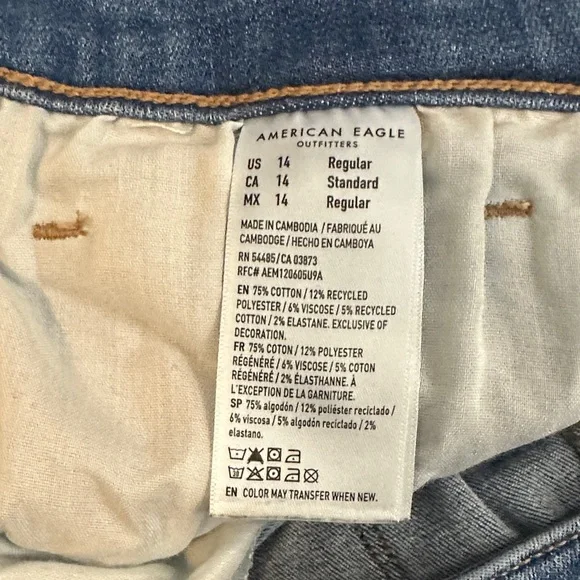 AMERICAN EAGLE
OUTFITTERS
US 14 Regular
CA 14 Standard
MX 14 Regular
MADE IN CAMBODIA / FABRIQUÉ AU
CAMBODGE / HECHO EN CAMBOYA
RN 54485 / CA 03873
RFC# AEM120605U9A
EN 75% COTTON / 12% RECYCLED
POLYESTER / 6% VISCOSE / 5% RECYCLED
COTTON / 2% ELASTANE. EXCLUSIVE OF
DECORATION.
FR 75% COTON / 12% POLYESTER
RÉGÉNÉRÉ / 6% VISCOSE / 5% COTON
RÉGÉNÉRÉ / 2% ÉLASTHANNE. À
L'EXCEPTION DE LA GARNITURE.
SP 75% algodón / 12% poliéster reciclado /
6% viscosa / 5% algodón reciclado / 2%
elastano.
EN COLOR MAY TRANSFER WHEN NEW.